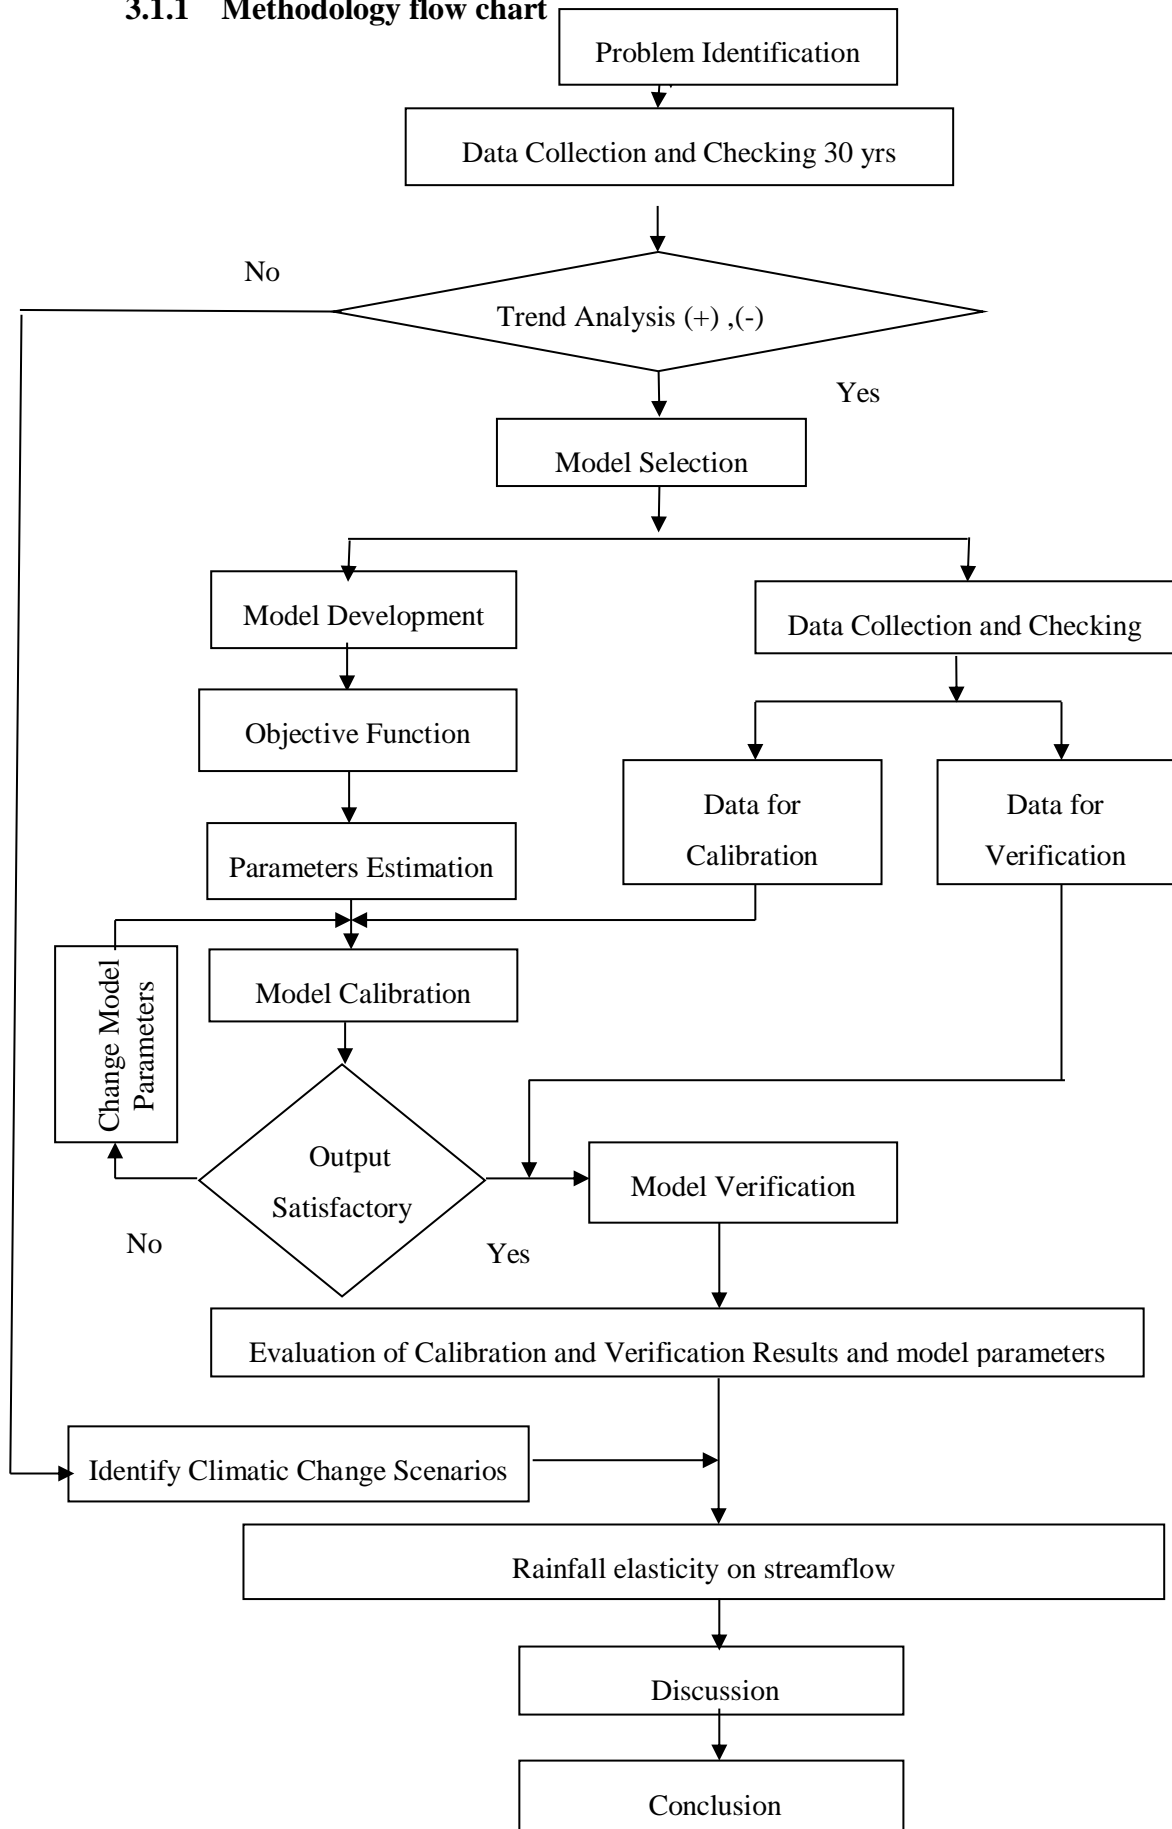 3.1.1 Methodology flow chart
Problem Identification
Data Collection and Checking 30 yrs
No
Trend Analysis (+) ,(-)
Yes
Model Selection
Model Development
Data Collection and Checking
Objective Function
Data for
Calibration
Data for
Verification
Parameters Estimation
Change Model
Parameters
Model Calibration
Output
Satisfactory
Model Verification
No
Yes
Evaluation of Calibration and Verification Results and model parameters
Identify Climatic Change Scenarios
Rainfall elasticity on streamflow
Discussion
Conclusion